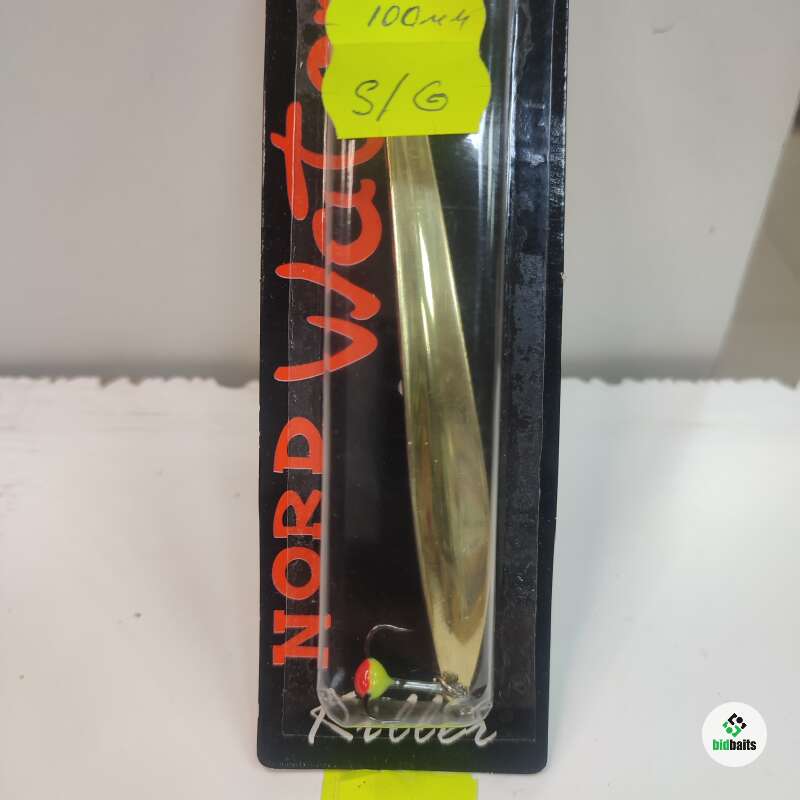 100мм
S/G
NORD Water
Killer
bidbaits